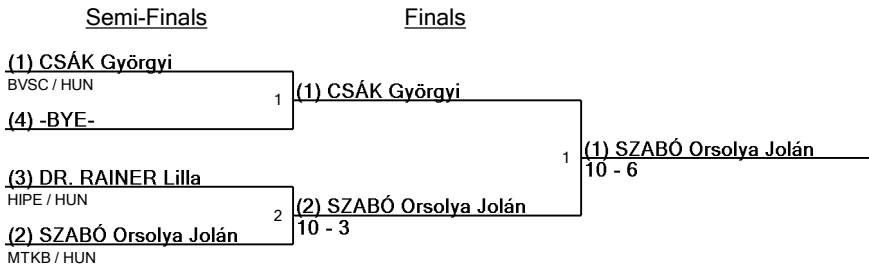 Semi-Finals
Finals
(1) CSÁK Györgyi
BVSC / HUN
1
(1) CSÁK Györgyi
(4) -BYE-
1
(1) SZABÓ Orsolya Jolán
10 - 6
(3) DR. RAINER Lilla
HIPE / HUN
2
(2) SZABÓ Orsolya Jolán
10 - 3
(2) SZABÓ Orsolya Jolán
MTKB / HUN